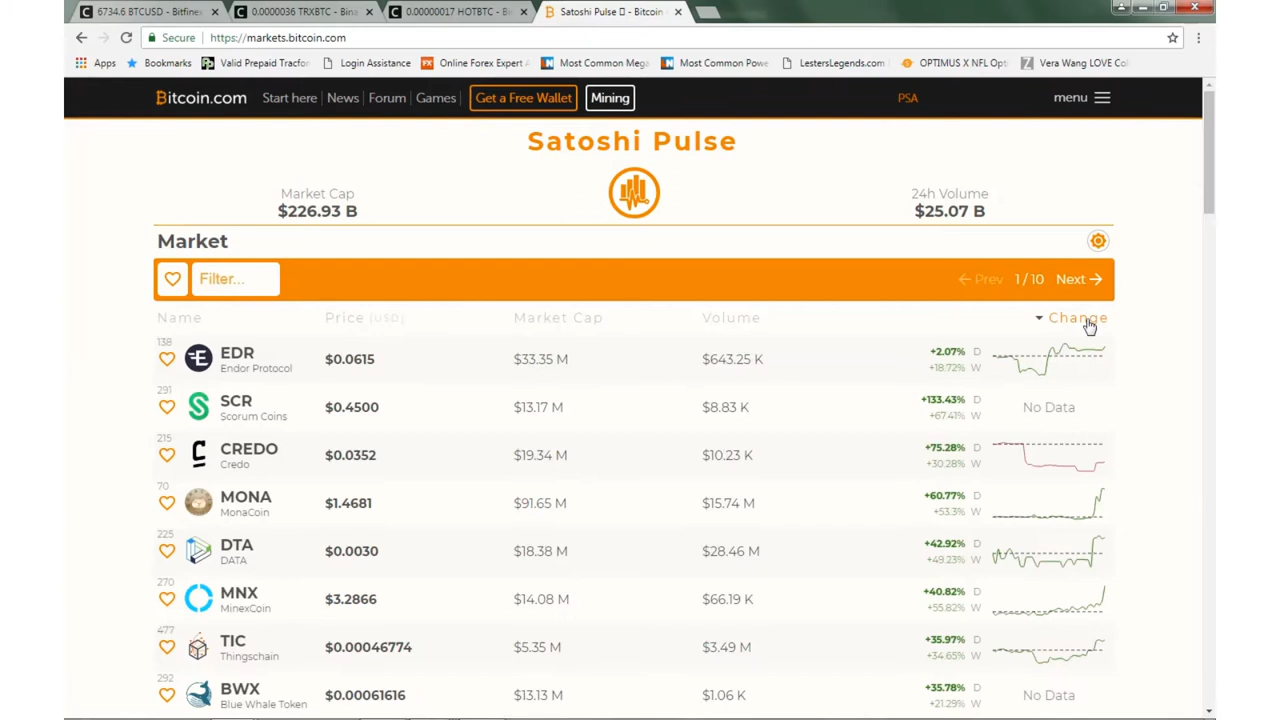 6734.6 BTCUSD - Bitfinex
0.0000036 TRXBTC - Bina
0.00000017 HOTBTC - Bi
Satoshi Pulse - Bitcoin
Secure https://markets.bitcoin.com
Apps Bookmarks Valid Prepaid Tracfor Login Assistance Online Forex Expert A Most Common Mega Most Common Powe LestersLegends.com OPTIMUS X NFL Opti Vera Wang LOVE Co
Bitcoin.com Start here News Forum Games Get a Free Wallet Mining PSA menu
Satoshi Pulse
Market Cap 24h Volume
$226.93 B $25.07 B
Market
Filter... Prev 1/10 Next
Name Price (USD) Market Cap Volume Change
138
EDR $0.0615 $33.35 M $643.25 K +2.07% D
Endor Protocol +18.72% W
291
SCR $0.4500 $13.17 M $8.83 K +133.43% D No Data
Scorum Coins +67.41% W
215
CREDO $0.0352 $19.34 M $10.23 K +75.28% D
Credo +30.28% W
70
MONA $1.4681 $91.65 M $15.74 M +60.77% D
MonaCoin +53.3% W
225
DTA $0.0030 $18.38 M $28.46 M +42.92% D
DATA +49.23% W
270
MNX $3.2866 $14.08 M $66.19 K +40.82% D
MinexCoin +55.82% W
477
TIC $0.00046774 $5.35 M $3.49 M +35.97% D
Thingschain +34.65% W
292
BWX $0.00061616 $13.13 M $1.06 K +35.78% D No Data
Blue Whale Token +21.29% W